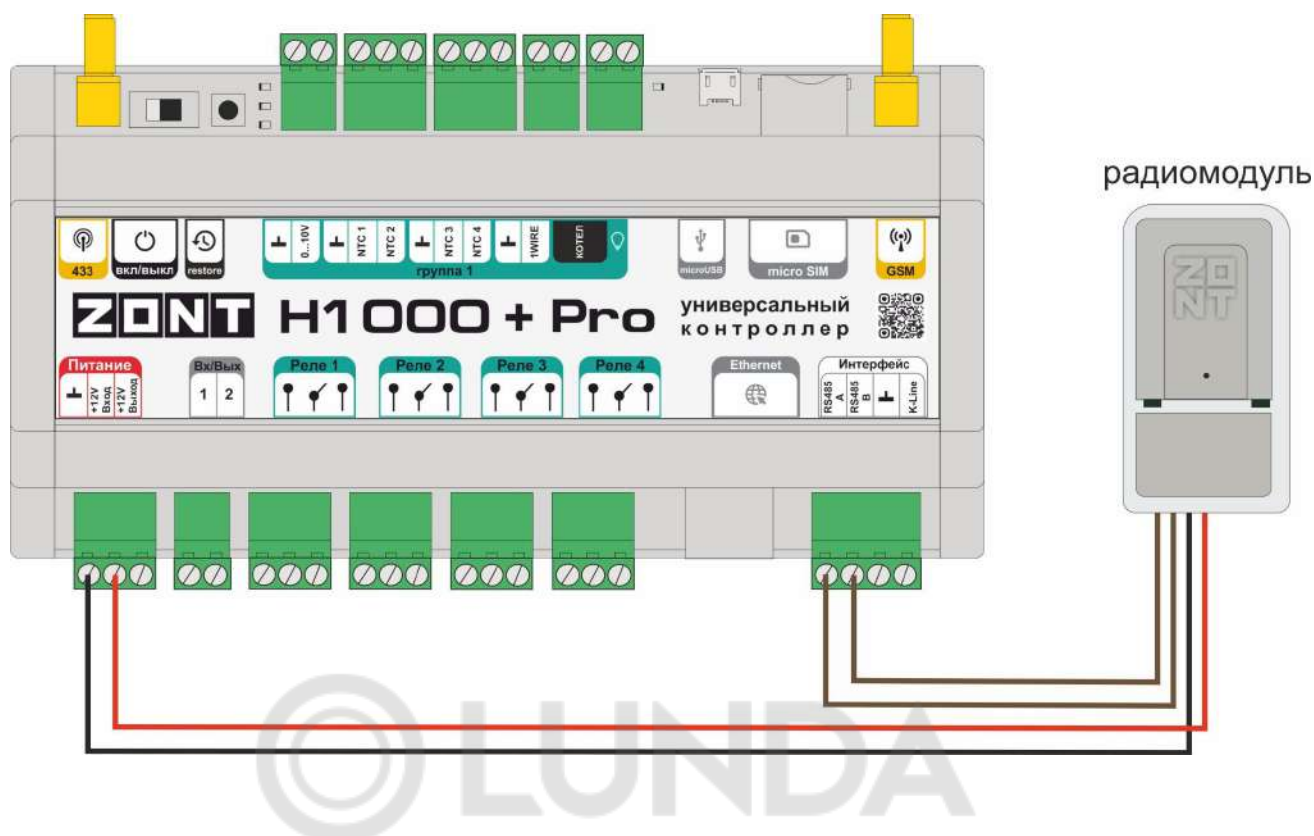 радиомодуль
433
вкл/выкл
restore
⊥ 0...10V ⊥ NTC 1 NTC 2 ⊥ NTC 3 NTC 4 ⊥ 1WIRE КОТЕЛ
группа 1
microUSB
micro SIM
GSM
ZONT H1000+Pro
универсальный
контроллер
Питание
⊥ +12V Вход +12V Выход
Вх/Вых
1 2
Реле 1
Реле 2
Реле 3
Реле 4
Ethernet
Интерфейс
RS485 A RS485 B ⊥ K-Line
ZO
NT
LUNDA